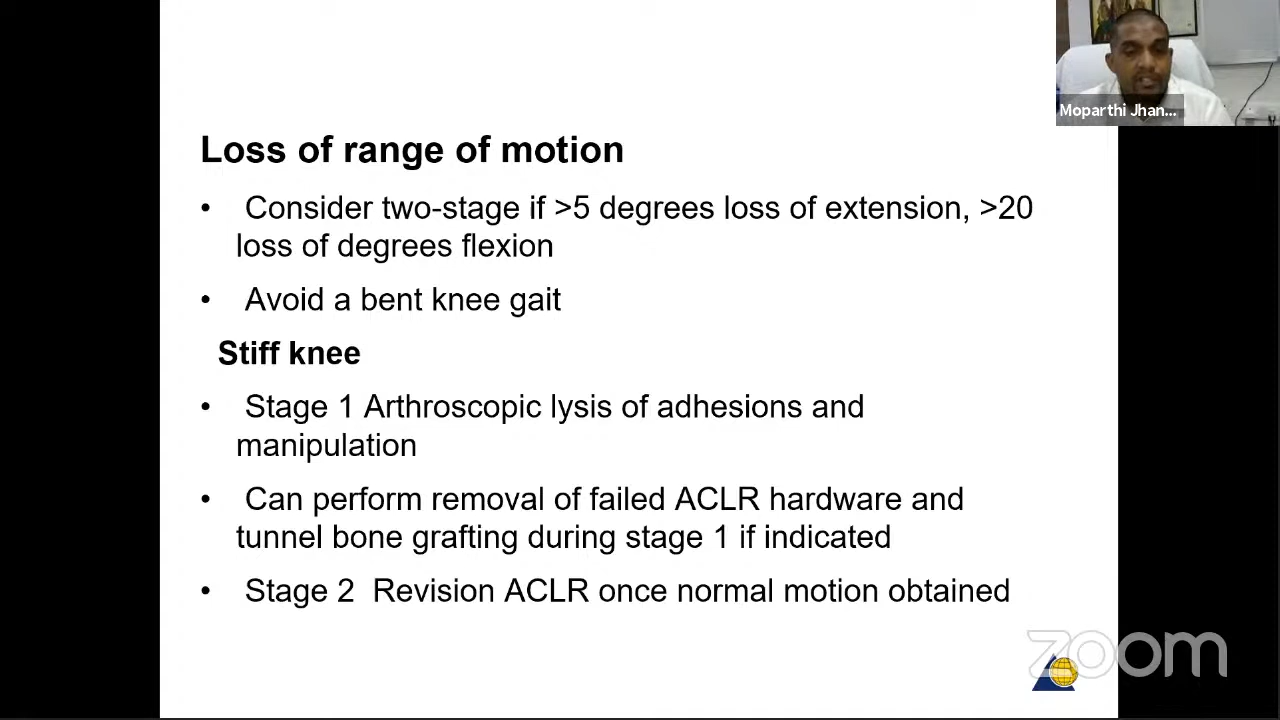 Moparthi Jhan...
Loss of range of motion
• Consider two-stage if >5 degrees loss of extension, >20
loss of degrees flexion
• Avoid a bent knee gait
Stiff knee
• Stage 1 Arthroscopic lysis of adhesions and
manipulation
• Can perform removal of failed ACLR hardware and
tunnel bone grafting during stage 1 if indicated
• Stage 2 Revision ACLR once normal motion obtained
zoom